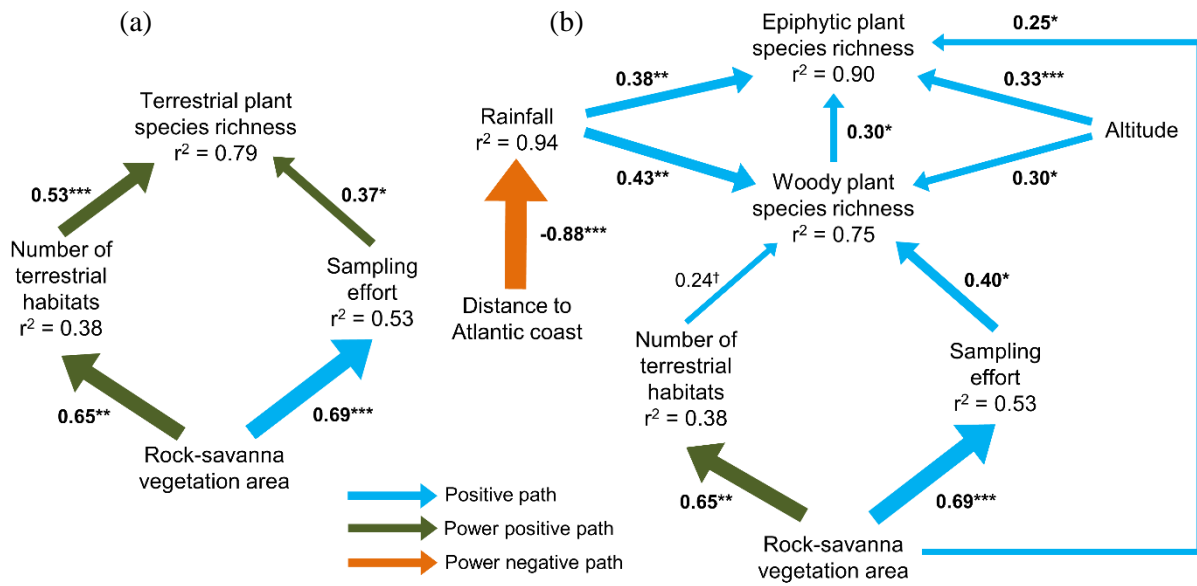 (a)
Terrestrial plant
species richness
r² = 0.79
0.53***
0.37*
Number of
terrestrial
habitats
r² = 0.38
Sampling
effort
r² = 0.53
0.65**
0.69***
Rock-savanna
vegetation area
(b)
Epiphytic plant
species richness
r² = 0.90
0.25*
0.38**
0.33***
Rainfall
r² = 0.94
0.30*
Altitude
0.43**
0.30*
Woody plant
species richness
r² = 0.75
-0.88***
Distance to
Atlantic coast
0.24†
0.40*
Number of
terrestrial
habitats
r² = 0.38
Sampling
effort
r² = 0.53
0.65**
0.69***
Rock-savanna
vegetation area
Positive path
Power positive path
Power negative path